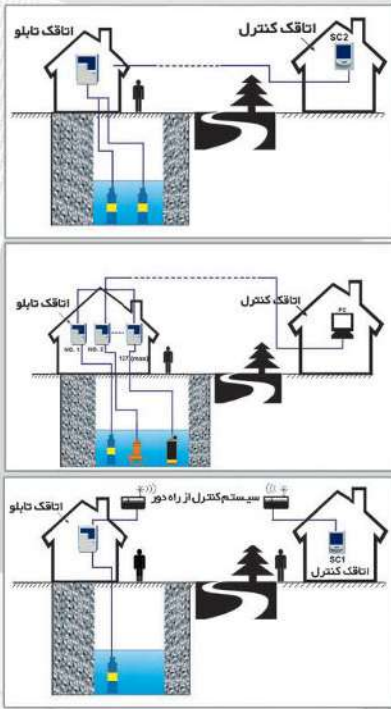 اتاقک تابلو
اتاقک کنترل
SC2
اتاقک تابلو
اتاقک کنترل
NO. 1
NO. 2
127 (max)
PC
سیستم کنترل از راه دور
اتاقک تابلو
SC1
اتاقک کنترل